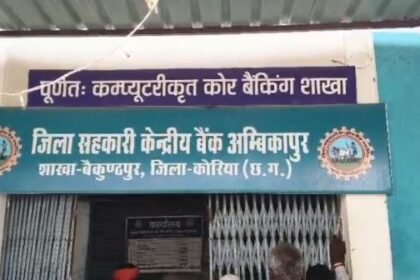 पूर्णतः कम्प्यूटरीकृत कोर बैंकिंग शाखा
जिला सहकारी केन्द्रीय बैंक अम्बिकापुर
शाखा-बैकुण्ठपुर, जिला-कोरिया (छ.ग.)
कार्यालय